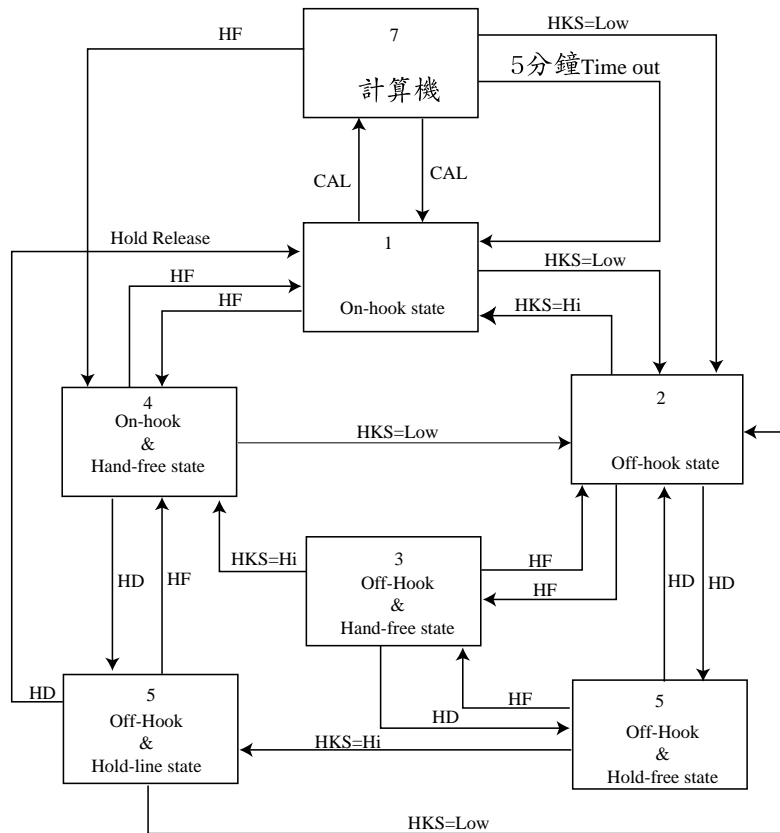 HF
7
HKS=Low
計算機
5分鐘Time out
CAL
CAL
Hold Release
1
HKS=Low
HF
HF
On-hook state
HKS=Hi
4
On-hook
&
Hand-free state
HKS=Low
2
Off-hook state
HKS=Hi
3
Off-Hook
&
Hand-free state
HF
HF
HD
HF
HD
HD
HD
5
Off-Hook
&
Hold-line state
HD
HF
HKS=Hi
5
Off-Hook
&
Hold-free state
HKS=Low